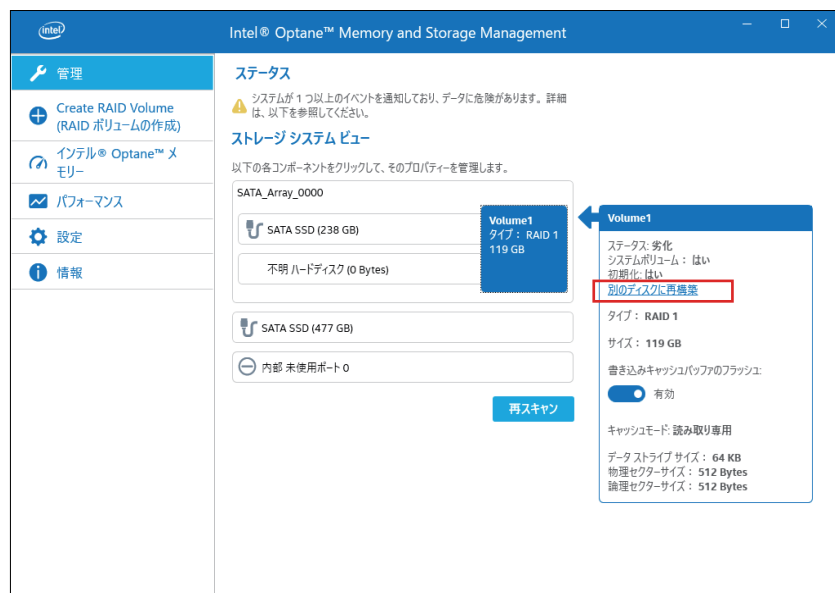 intel
Intel® Optane™ Memory and Storage Management
管理
Create RAID Volume
(RAID ボリュームの作成)
インテル® Optane™ メ
モリー
パフォーマンス
設定
情報
ステータス
システムが 1 つ以上のイベントを通知しており、データに危険があります。詳細
は、以下を参照してください。
ストレージ システム ビュー
以下の各コンポーネントをクリックして、そのプロパティーを管理します。
SATA_Array_0000
SATA SSD (238 GB)
不明 ハードディスク (0 Bytes)
Volume1
タイプ： RAID 1
119 GB
SATA SSD (477 GB)
内部 未使用ポート 0
再スキャン
Volume1
ステータス: 劣化
システムボリューム： はい
初期化: はい
別のディスクに再構築
タイプ： RAID 1
サイズ： 119 GB
書き込みキャッシュバッファのフラッシュ:
有効
キャッシュモード: 読み取り専用
データ ストライプ サイズ： 64 KB
物理セクターサイズ： 512 Bytes
論理セクターサイズ： 512 Bytes